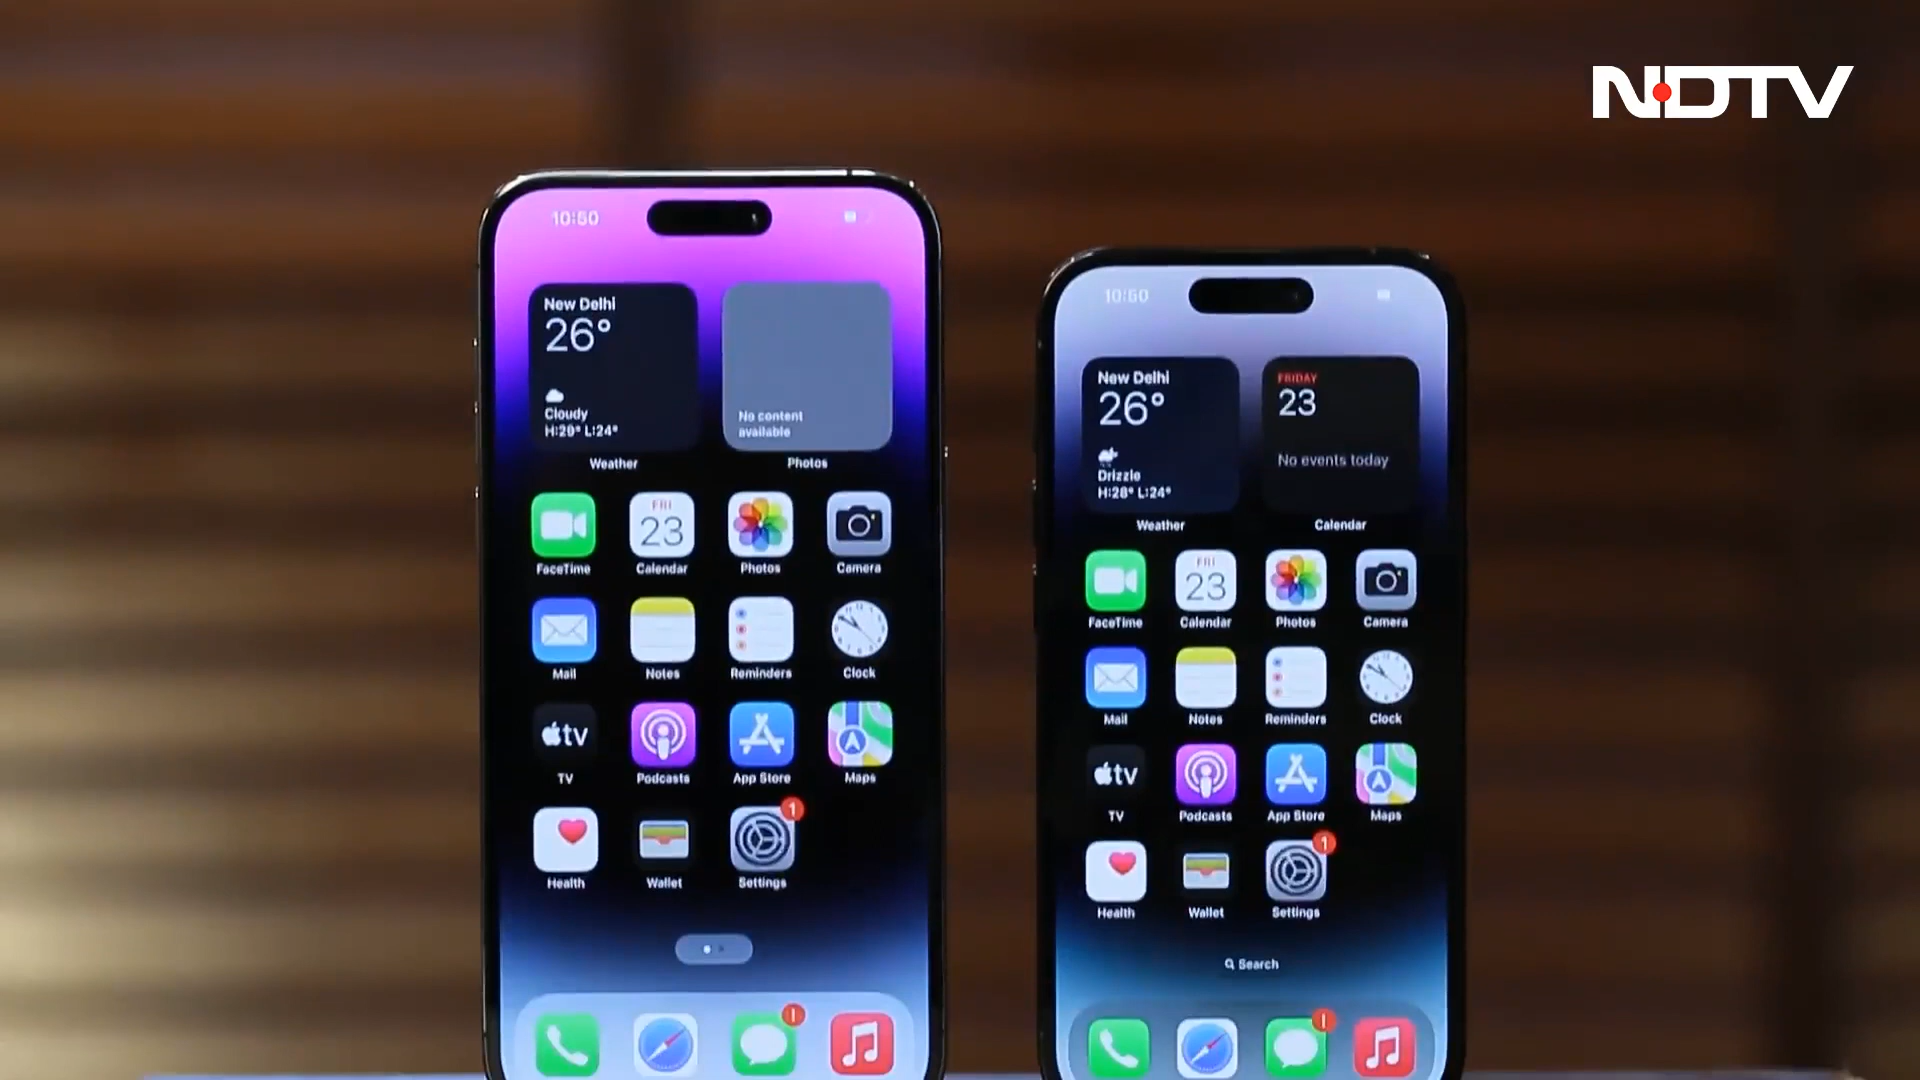 NDTV
10:50
New Delhi
26°
Cloudy
H:29° L:24°
Weather
No content
available
Photos
FaceTime
FRI
23
Calendar
Photos
Camera
Mail
Notes
Reminders
Clock
tv
TV
Podcasts
App Store
Maps
Health
Wallet
1
Settings
!
10:50
New Delhi
26°
Drizzle
H:28° L:24°
Weather
FRIDAY
23
No events today
Calendar
FaceTime
FRI
23
Calendar
Photos
Camera
Mail
Notes
Reminders
Clock
tv
TV
Podcasts
App Store
Maps
Health
Wallet
1
Settings
Search
!